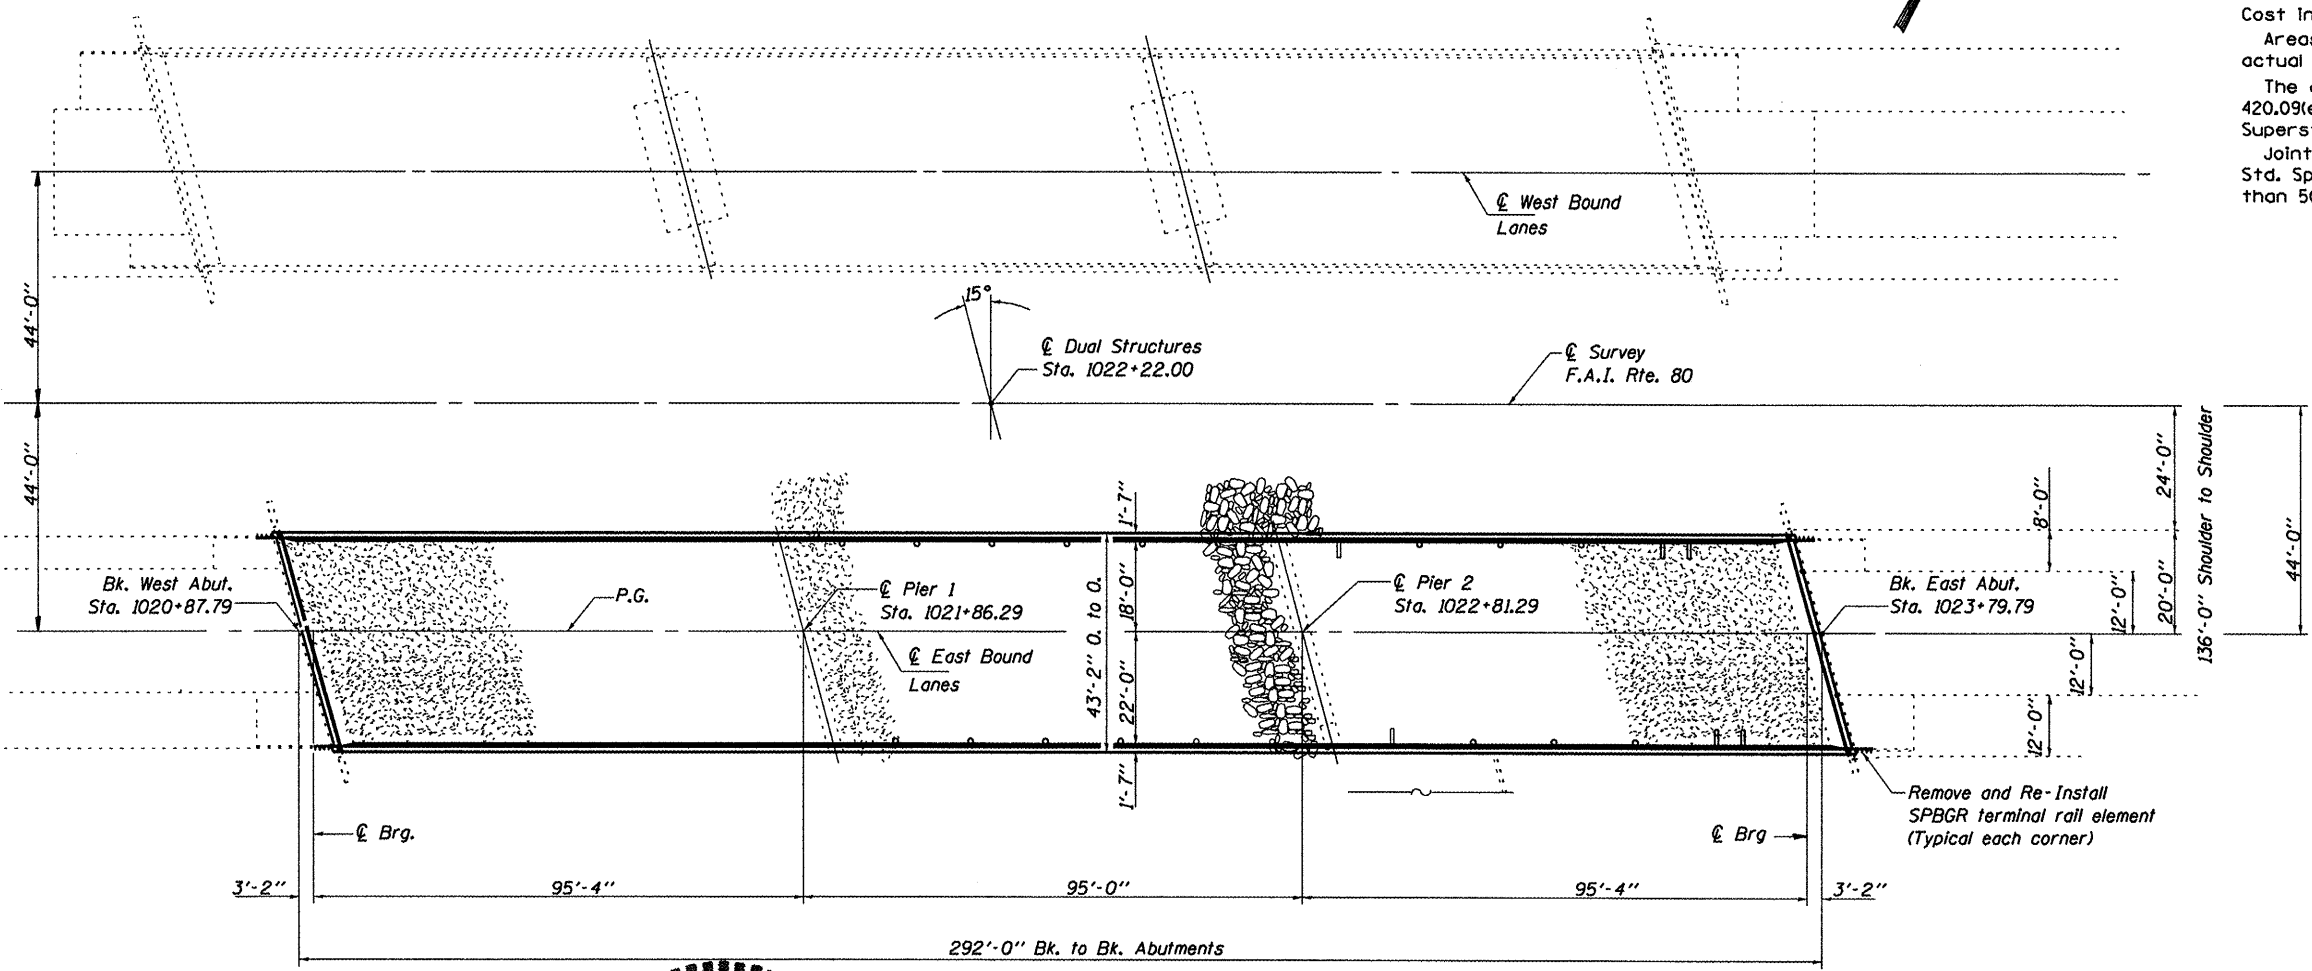 Cost in
Areas
actual
The
420.09(e
Superst
Joint
Std. Sp
than 50
℄ West Bound
Lanes
44'-0"
15°
℄ Dual Structures
Sta. 1022+22.00
℄ Survey
F.A.I. Rte. 80
44'-0"
1'-7"
8'-0"
24'-0"
136'-0" Shoulder to Shoulder
44'-0"
Bk. West Abut.
Sta. 1020+87.79
P.G.
℄ Pier 1
Sta. 1021+86.29
18'-0"
℄ Pier 2
Sta. 1022+81.29
Bk. East Abut.
Sta. 1023+79.79
12'-0"
20'-0"
℄ East Bound
Lanes
43'-2" O. to O.
22'-0"
12'-0"
12'-0"
1'-7"
Remove and Re-Install
SPBGR terminal rail element
(Typical each corner)
℄ Brg.
℄ Brg
3'-2"
95'-4"
95'-0"
95'-4"
3'-2"
292'-0" Bk. to Bk. Abutments